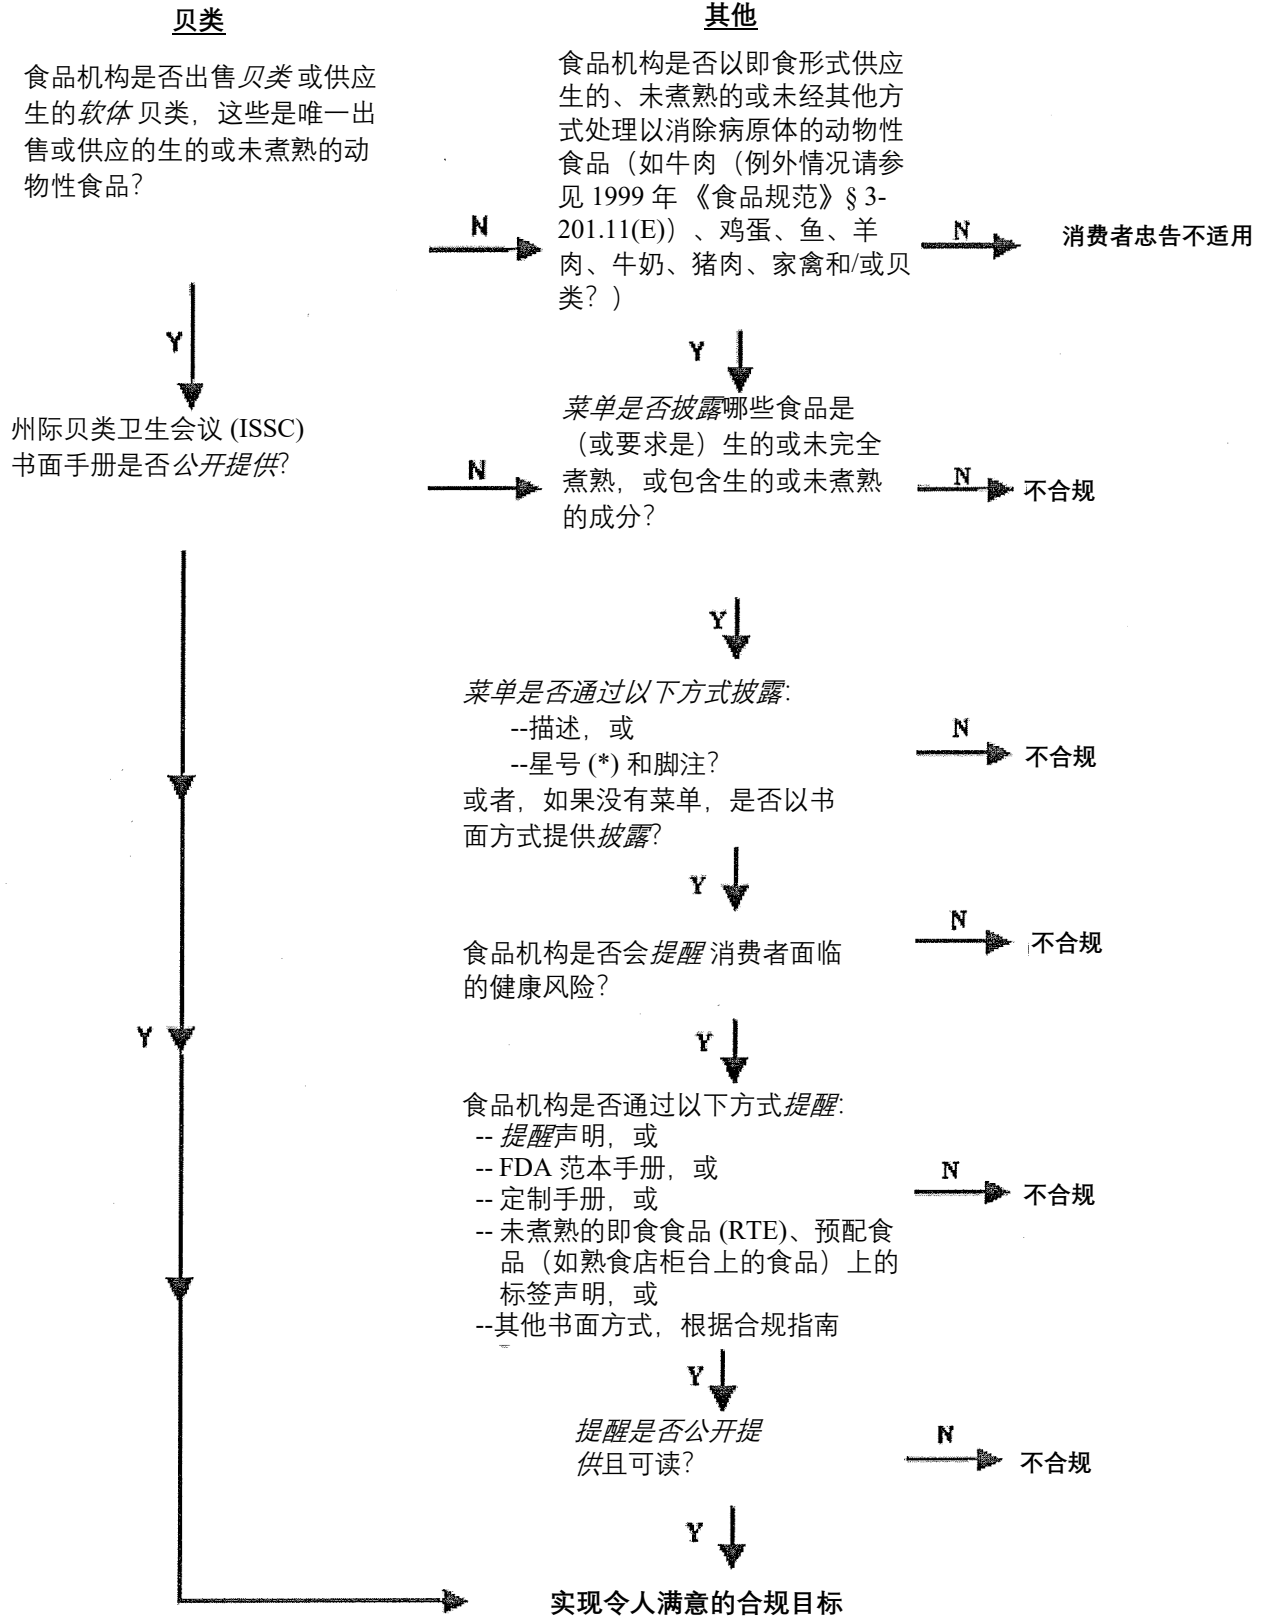 贝类
食品机构是否出售贝类 或供应
生的软体 贝类，这些是唯一出
售或供应的生的或未煮熟的动
物性食品？
N
Y
州际贝类卫生会议 (ISSC)
书面手册是否公开提供？
N
Y
其他
食品机构是否以即食形式供应
生的、未煮熟的或未经其他方
式处理以消除病原体的动物性
食品（如牛肉（例外情况请参
见 1999 年 《食品规范》§ 3-
201.11(E)）、鸡蛋、鱼、羊
肉、牛奶、猪肉、家禽和/或贝
类？）
N
消费者忠告不适用
Y
菜单是否披露哪些食品是
（或要求是）生的或未完全
煮熟，或包含生的或未煮熟
的成分？
N
不合规
Y
菜单是否通过以下方式披露：
--描述，或
--星号 (*) 和脚注？
或者，如果没有菜单，是否以书
面方式提供披露？
N
不合规
Y
食品机构是否会提醒 消费者面临
的健康风险？
N
不合规
Y
食品机构是否通过以下方式提醒：
-- 提醒声明，或
-- FDA 范本手册，或
-- 定制手册，或
-- 未煮熟的即食食品 (RTE)、预配食
品（如熟食店柜台上的食品）上的
标签声明，或
--其他书面方式，根据合规指南
N
不合规
Y
提醒是否公开提
供且可读？
N
不合规
Y
实现令人满意的合规目标